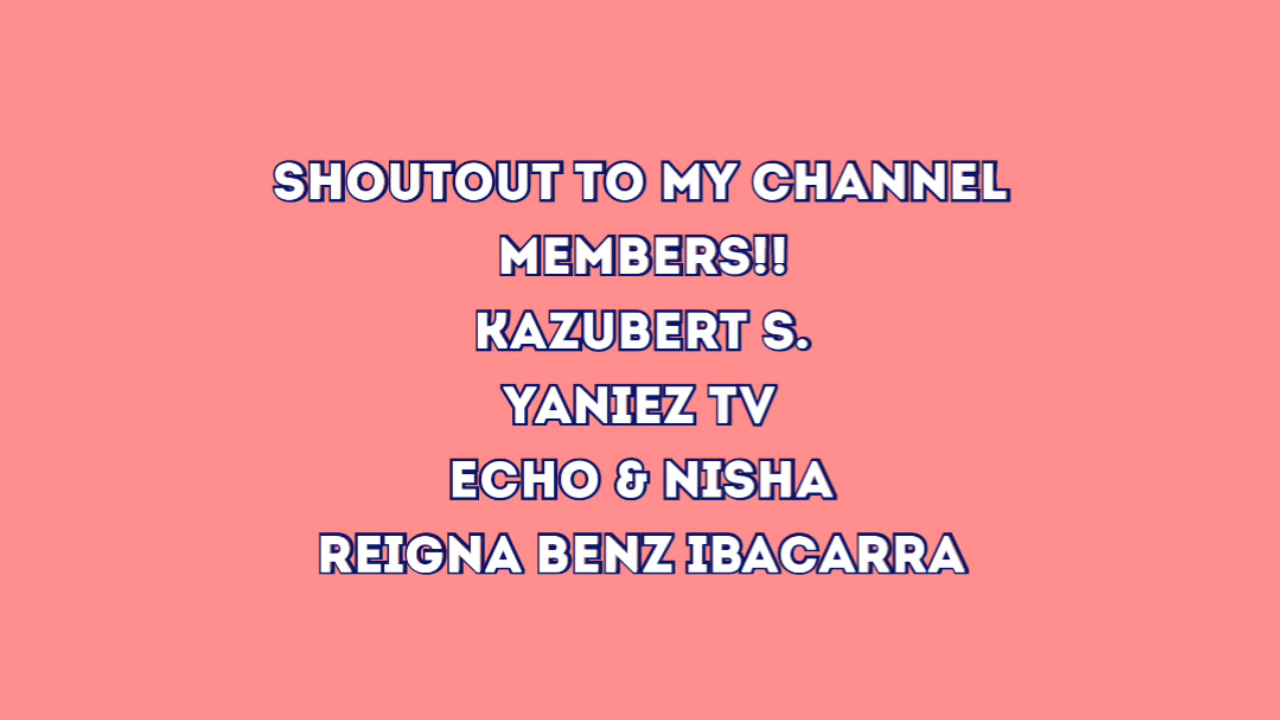 SHOUTOUT TO MY CHANNEL
MEMBERS!!
KAZUBERT S.
YANIEZ TV
ECHO & NISHA
REIGNA BENZ IBACARRA